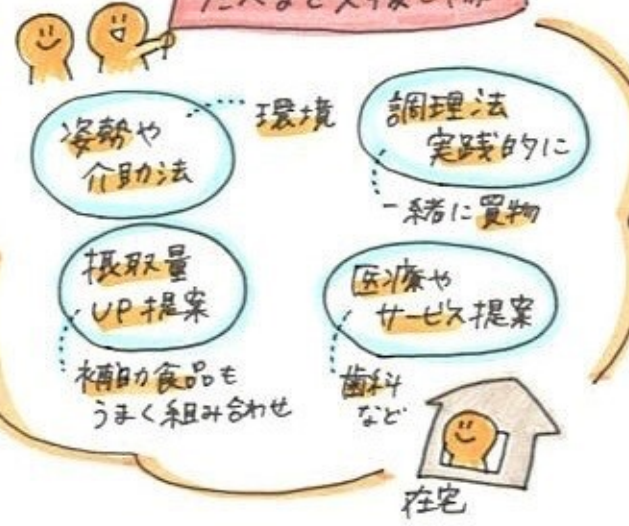 姿勢や
介助法
環境
調理法
実践的に
一緒に買物
摂取量
UP提案
補助食品も
うまく組み合わせ
医療や
サービス提案
歯科
など
在宅